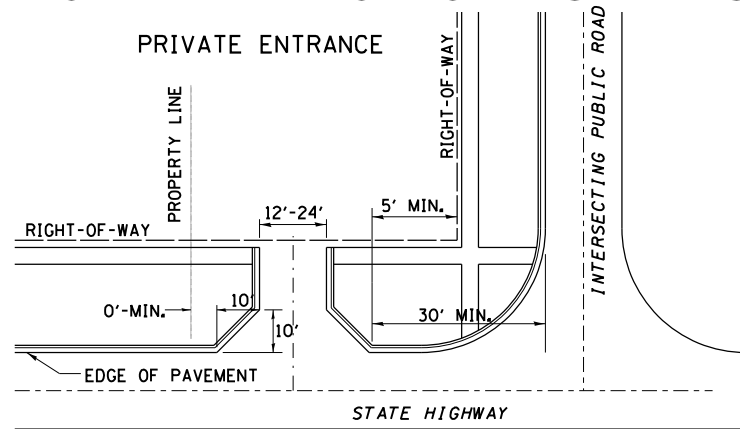 PRIVATE ENTRANCE
PROPERTY LINE
RIGHT-OF-WAY
INTERSECTING PUBLIC ROAD
5' MIN.
12'-24'
RIGHT-OF-WAY
0'-MIN.
10'
10'
30' MIN.
EDGE OF PAVEMENT
STATE HIGHWAY